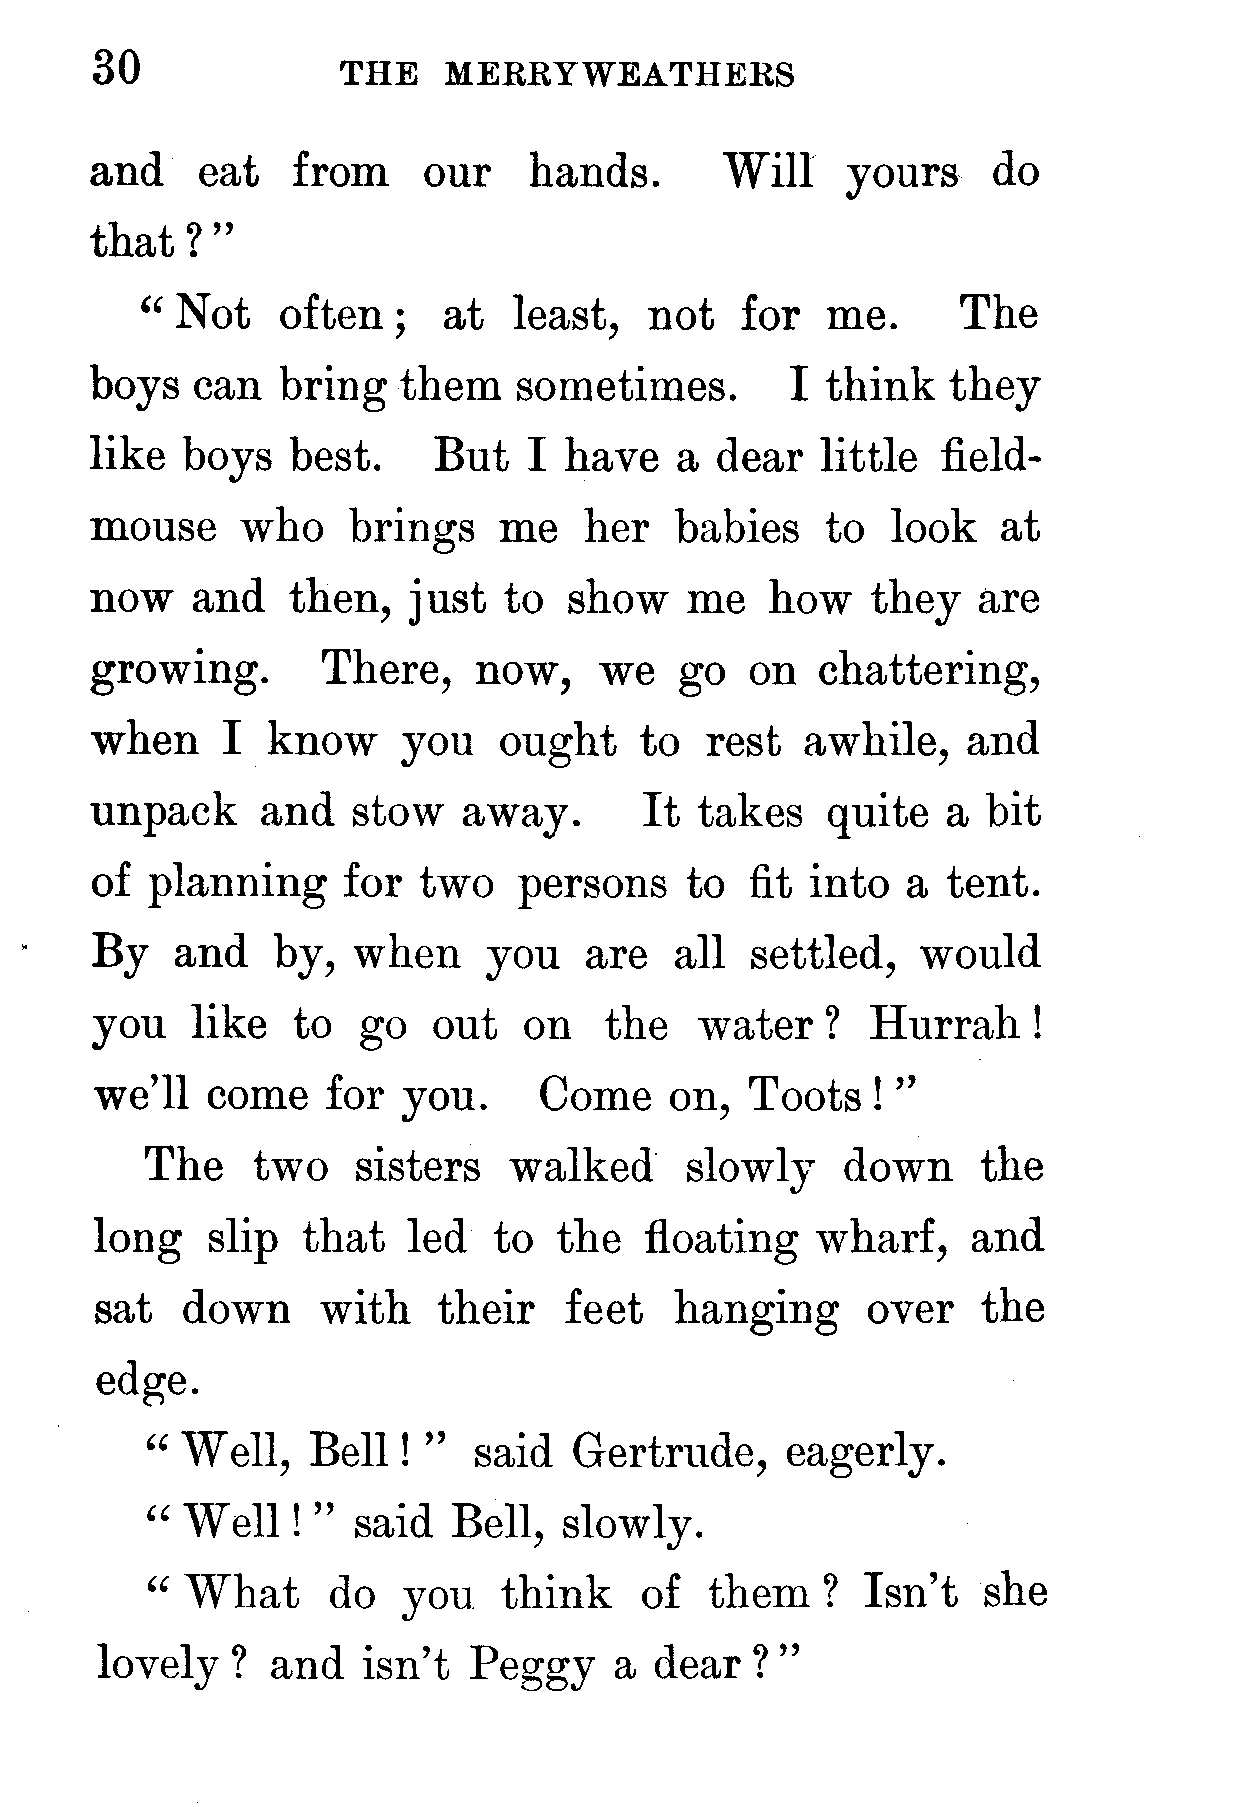 30 THE MERRYWEATHERS
and eat from our hands. Will yours do
that?"
"Not often; at least, not for me. The
boys can bring them sometimes. I think they
like boys best. But I have a dear little field-
mouse who brings me her babies to look at
now and then, just to show me how they are
growing. There, now, we go on chattering,
when I know you ought to rest awhile, and
unpack and stow away. It takes quite a bit
of planning for two persons to fit into a tent.
By and by, when you are all settled, would
you like to go out on the water? Hurrah!
we'll come for you. Come on, Toots!"
The two sisters walked slowly down the
long slip that led to the floating wharf, and
sat down with their feet hanging over the
edge.
"Well, Bell!" said Gertrude, eagerly.
"Well!" said Bell, slowly.
"What do you think of them? Isn't she
lovely? and isn't Peggy a dear?"